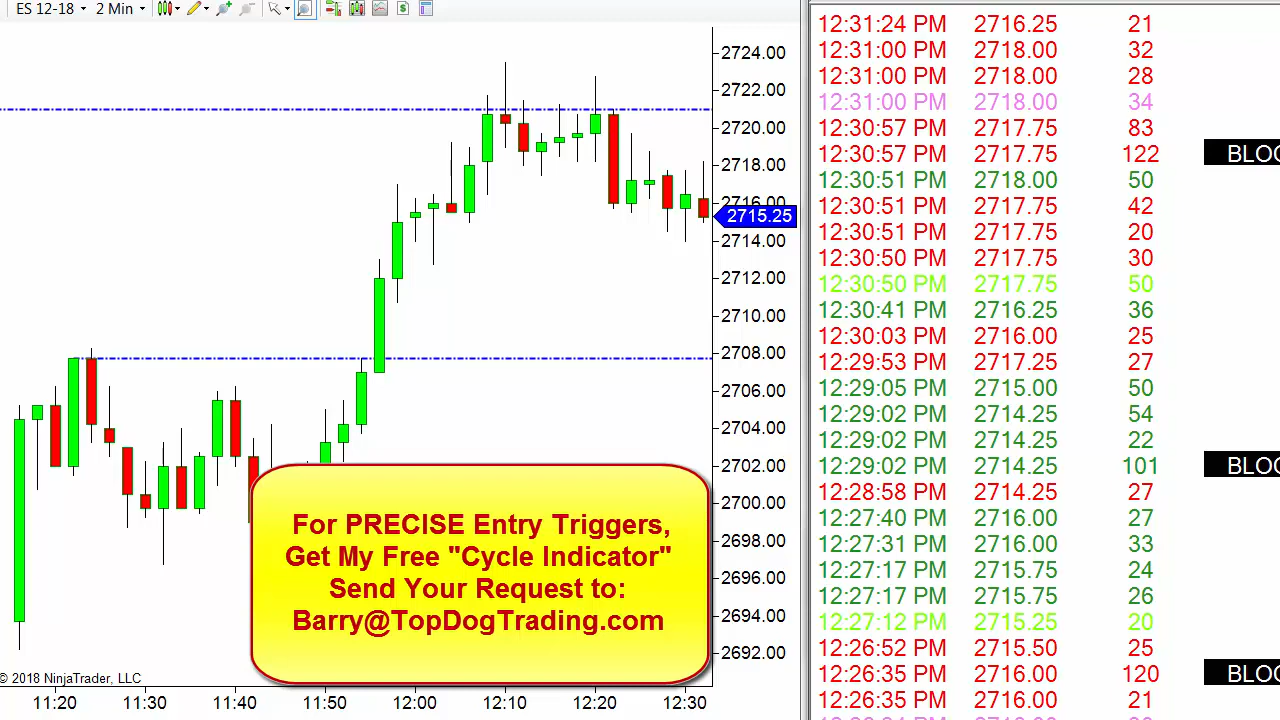 ES 12-18 2 Min
2724.00
2722.00
2720.00
2718.00
2716.00
2715.25
2714.00
2712.00
2710.00
2708.00
2706.00
2704.00
2702.00
2700.00
2698.00
2696.00
2694.00
2692.00
For PRECISE Entry Triggers,
Get My Free "Cycle Indicator"
Send Your Request to:
Barry@TopDogTrading.com
© 2018 NinjaTrader, LLC
11:20 11:30 11:40 11:50 12:00 12:10 12:20 12:30
12:31:24 PM 2716.25 21
12:31:00 PM 2718.00 32
12:31:00 PM 2718.00 28
12:31:00 PM 2718.00 34
12:30:57 PM 2717.75 83
12:30:57 PM 2717.75 122 BLOC
12:30:51 PM 2718.00 50
12:30:51 PM 2717.75 42
12:30:51 PM 2717.75 20
12:30:50 PM 2717.75 30
12:30:50 PM 2717.75 50
12:30:41 PM 2716.25 36
12:30:03 PM 2716.00 25
12:29:53 PM 2717.25 27
12:29:05 PM 2715.00 50
12:29:02 PM 2714.25 54
12:29:02 PM 2714.25 22
12:29:02 PM 2714.25 101 BLOC
12:28:58 PM 2714.25 27
12:27:40 PM 2716.00 27
12:27:31 PM 2716.00 33
12:27:17 PM 2715.75 24
12:27:17 PM 2715.75 26
12:27:12 PM 2715.25 20
12:26:52 PM 2715.50 25
12:26:35 PM 2716.00 120 BLOC
12:26:35 PM 2716.00 21